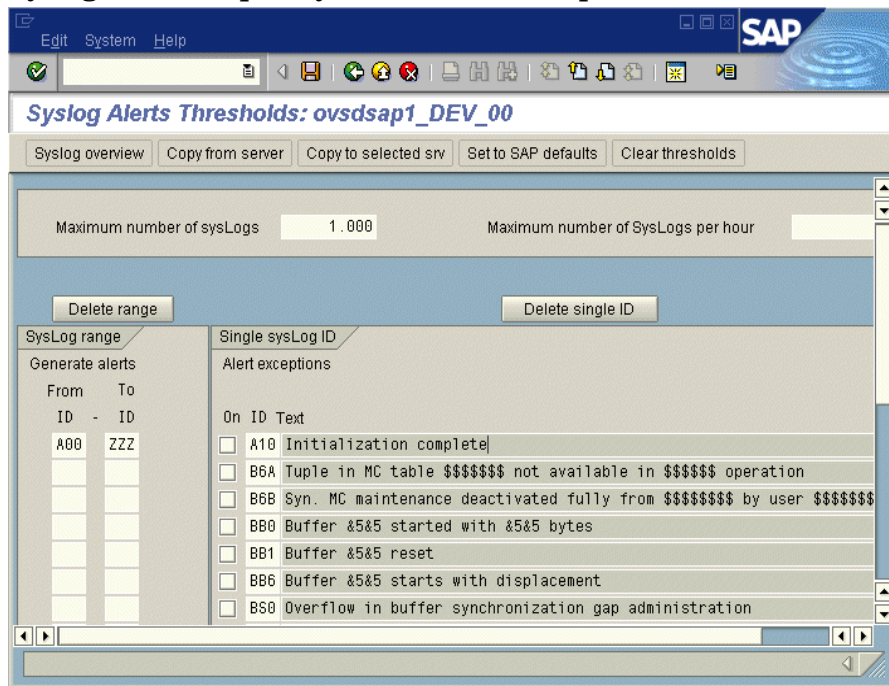 Edit System Help
SAP
Syslog Alerts Thresholds: ovsdsap1_DEV_00
Syslog overview Copy from server Copy to selected srv Set to SAP defaults Clear thresholds
Maximum number of sysLogs 1.000 Maximum number of SysLogs per hour
Delete range Delete single ID
SysLog range Single sysLog ID
Generate alerts Alert exceptions
From To
ID - ID On ID Text
A00 ZZZ A10 Initialization complete
B6A Tuple in MC table $$$$$$$ not available in $$$$$$ operation
B6B Syn. MC maintenance deactivated fully from $$$$$$$$ by user $$$$$$$
BB0 Buffer &5&5 started with &5&5 bytes
BB1 Buffer &5&5 reset
BB6 Buffer &5&5 starts with displacement
BS0 Overflow in buffer synchronization gap administration